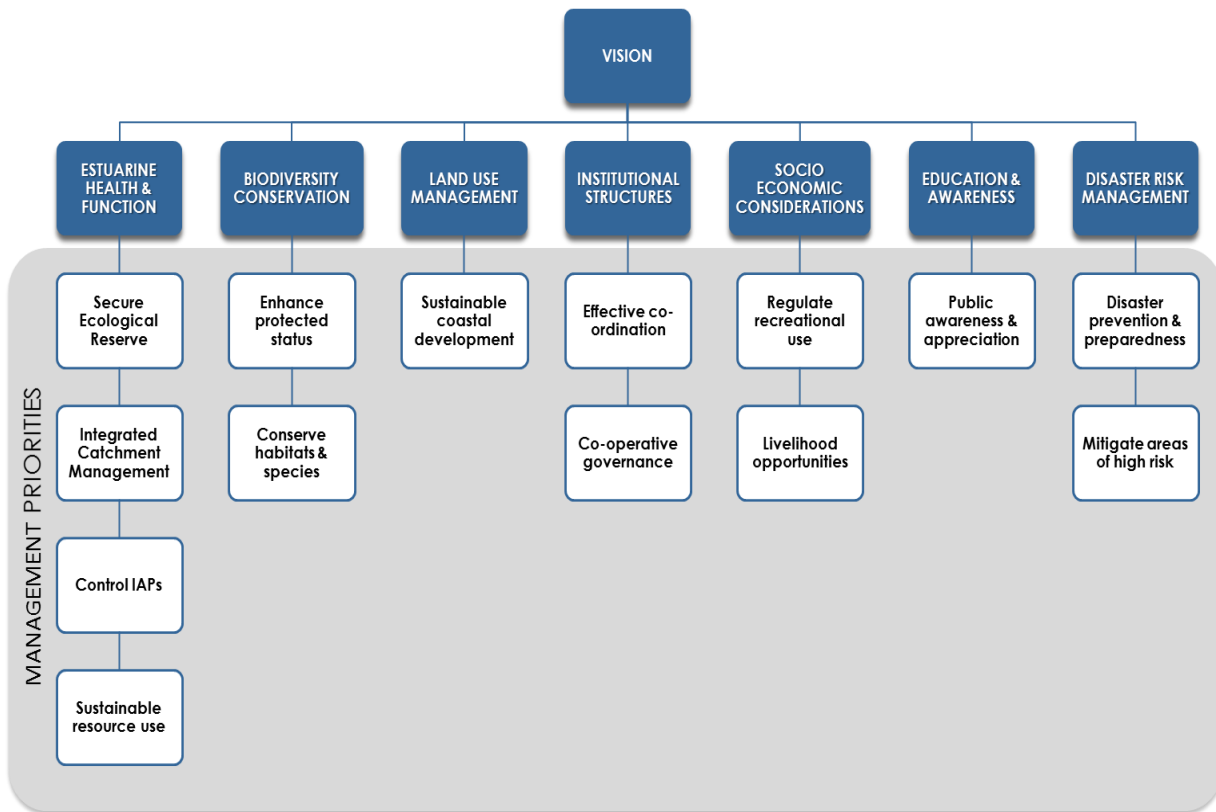 VISION
ESTUARINE
HEALTH &
FUNCTION
BIODIVERSITY
CONSERVATION
LAND USE
MANAGEMENT
INSTITUTIONAL
STRUCTURES
SOCIO
ECONOMIC
CONSIDERATIONS
EDUCATION &
AWARENESS
DISASTER RISK
MANAGEMENT
MANAGEMENT PRIORITIES
Secure
Ecological
Reserve
Enhance
protected
status
Sustainable
coastal
development
Effective co-
ordination
Regulate
recreational
use
Public
awareness &
appreciation
Disaster
prevention &
preparedness
Integrated
Catchment
Management
Conserve
habitats &
species
Co-operative
governance
Livelihood
opportunities
Mitigate areas
of high risk
Control IAPs
Sustainable
resource use